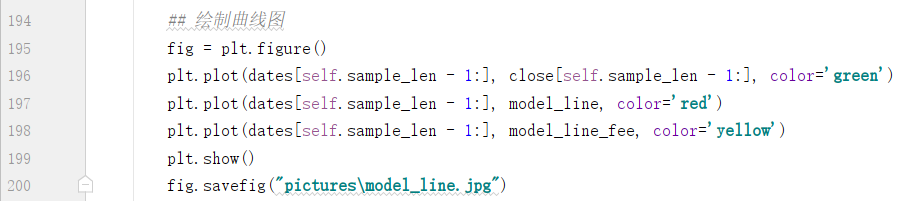 194 ## 绘制曲线图
195 fig = plt.figure()
196 plt.plot(dates[self.sample_len - 1:], close[self.sample_len - 1:], color='green')
197 plt.plot(dates[self.sample_len - 1:], model_line, color='red')
198 plt.plot(dates[self.sample_len - 1:], model_line_fee, color='yellow')
199 plt.show()
200 fig.savefig("pictures\model_line.jpg")